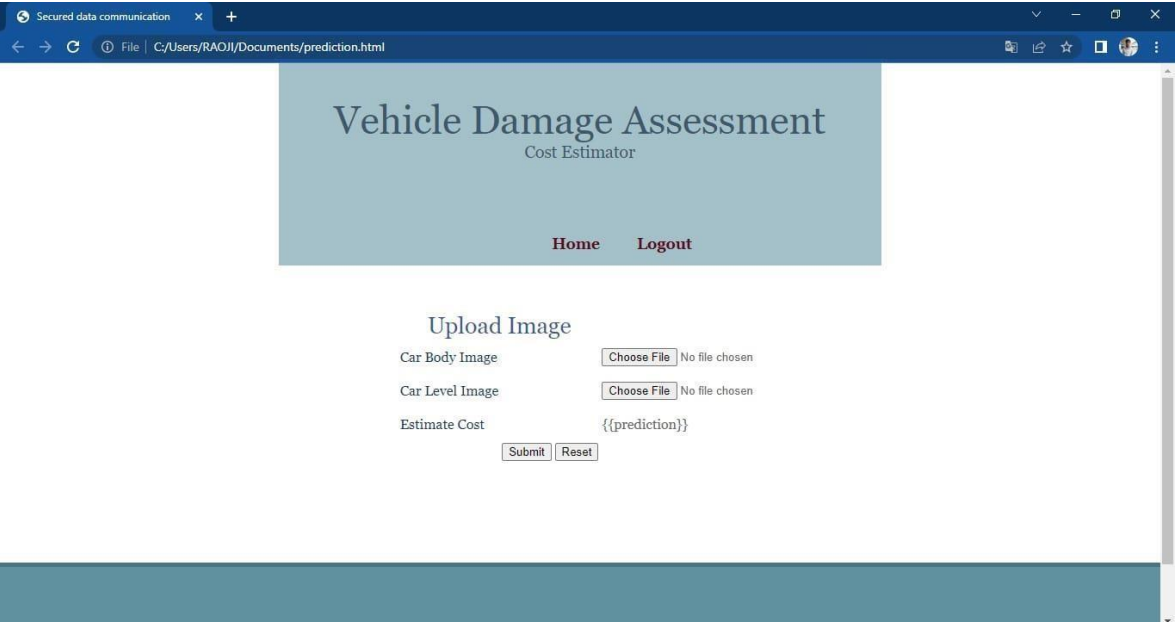 Secured data communication
File C:/Users/RAOJI/Documents/prediction.html
Vehicle Damage Assessment
Cost Estimator
Home Logout
Upload Image
Car Body Image Choose File No file chosen
Car Level Image Choose File No file chosen
Estimate Cost {{prediction}}
Submit Reset